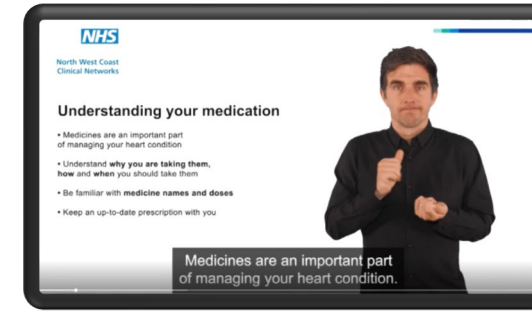 NHS
North West Coast
Clinical Networks
Understanding your medication
• Medicines are an important part
of managing your heart condition
• Understand why you are taking them,
how and when you should take them
• Be familiar with medicine names and doses
• Keep an up-to-date prescription with you
Medicines are an important part
of managing your heart condition.